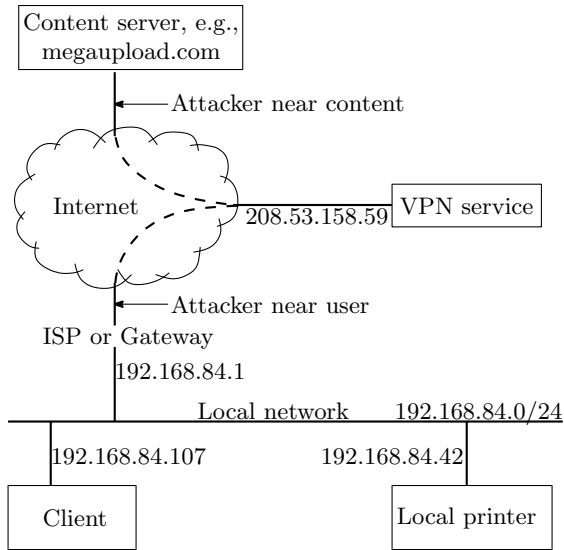 Content server, e.g.,
megaupload.com
Attacker near content
Internet
208.53.158.59
VPN service
Attacker near user
ISP or Gateway
192.168.84.1
Local network
192.168.84.0/24
192.168.84.107
192.168.84.42
Client
Local printer